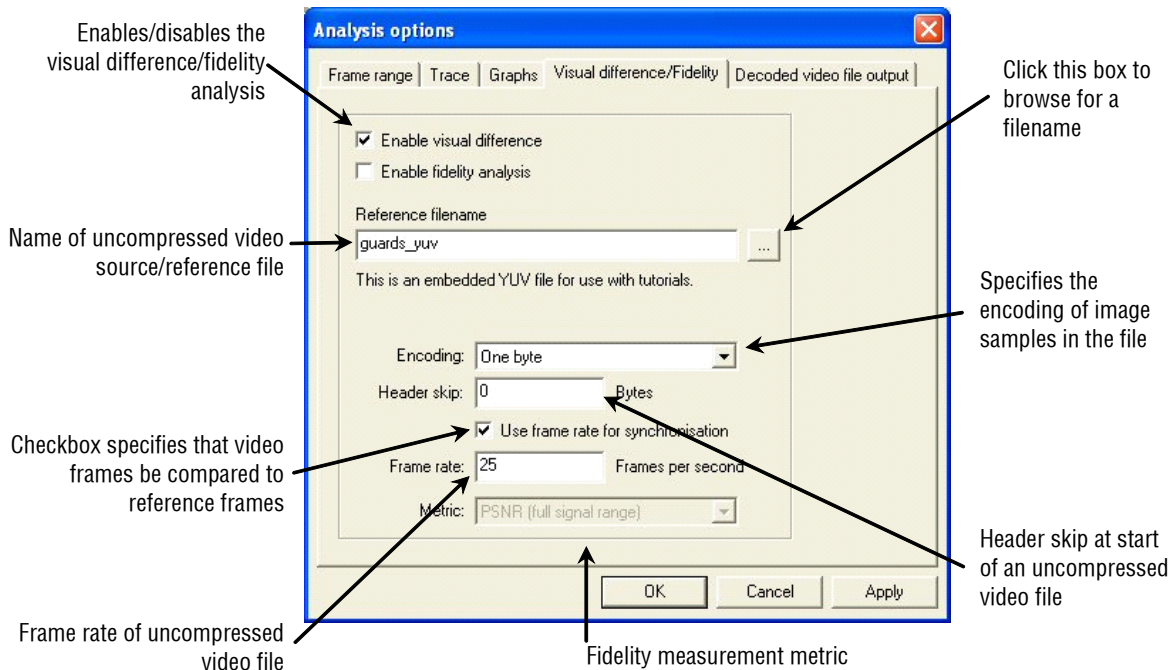 Enables/disables the
visual difference/fidelity
analysis
Analysis options
Frame range
Trace
Graphs
Visual difference/Fidelity
Decoded video file output
Click this box to
browse for a
filename
Enable visual difference
Enable fidelity analysis
Reference filename
Name of uncompressed video
source/reference file
guards_yuv
...
This is an embedded YUV file for use with tutorials.
Specifies the
encoding of image
samples in the file
Encoding: One byte
Header skip: 0 Bytes
Checkbox specifies that video
frames be compared to
reference frames
Use frame rate for synchronisation
Frame rate: 25 Frames per second
Metric: PSNR (full signal range)
Header skip at start
of an uncompressed
video file
OK
Cancel
Apply
Frame rate of uncompressed
video file
Fidelity measurement metric